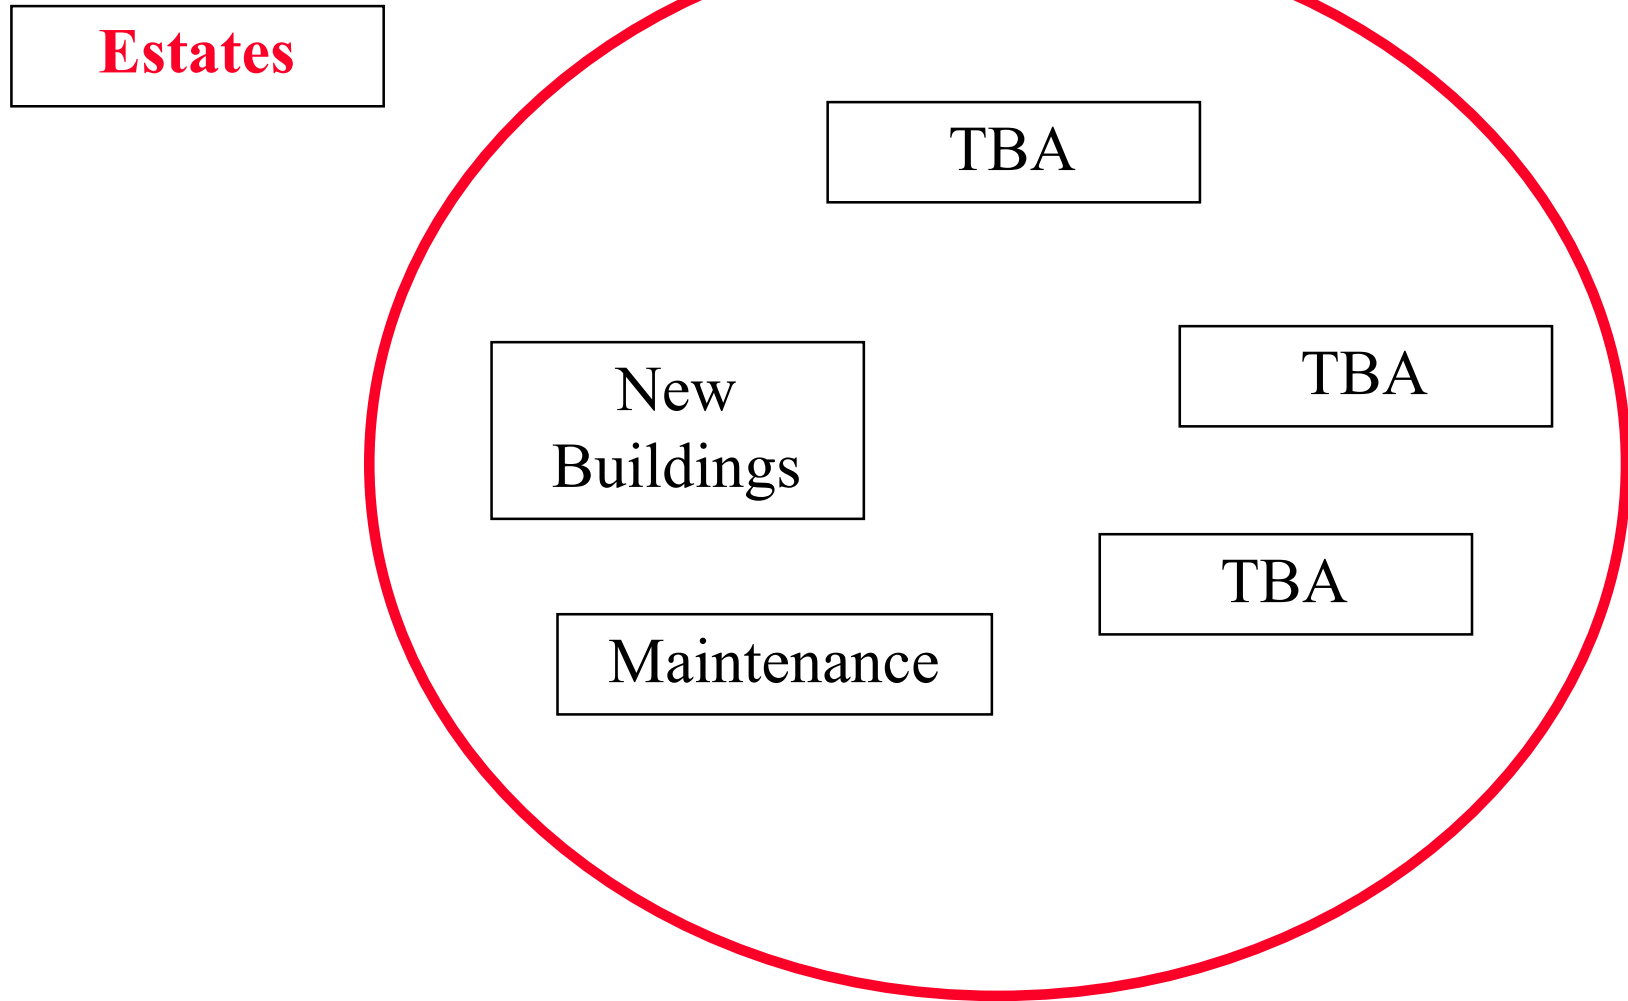 Estates
TBA
TBA
New
Buildings
TBA
Maintenance